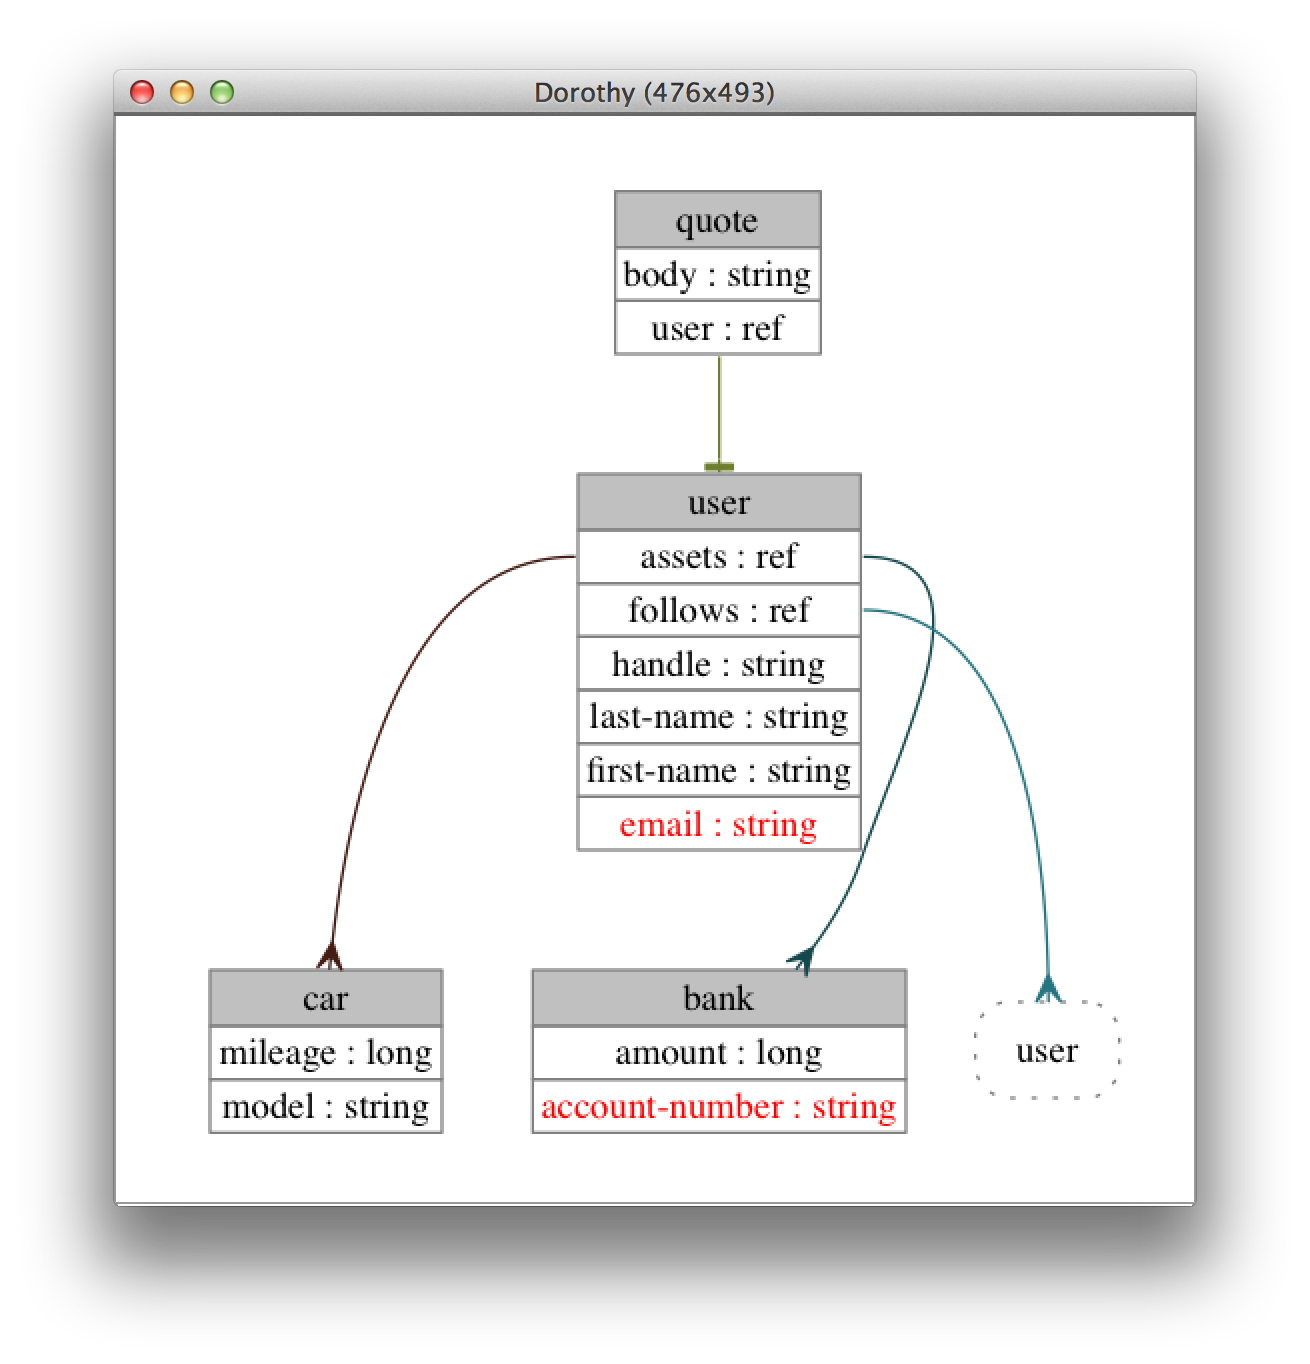 Dorothy (476x493)
quote
body : string
user : ref
user
assets : ref
follows : ref
handle : string
last-name : string
first-name : string
email : string
car
mileage : long
model : string
bank
amount : long
account-number : string
user